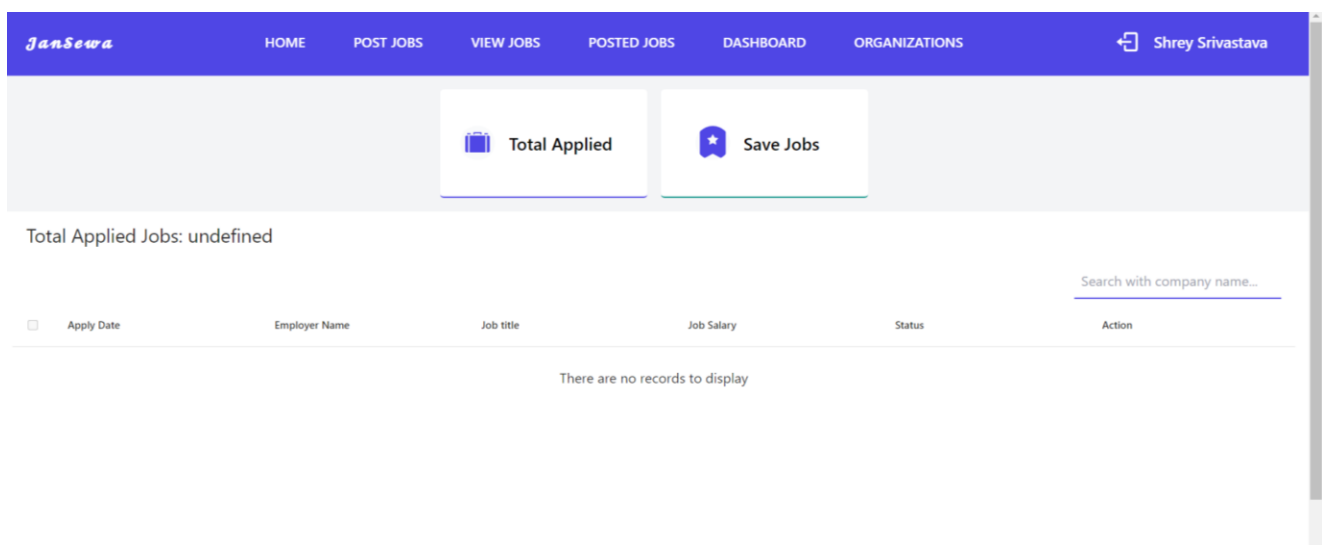 JanSewa HOME POST JOBS VIEW JOBS POSTED JOBS DASHBOARD ORGANIZATIONS Shrey Srivastava
Total Applied Save Jobs
Total Applied Jobs: undefined
Search with company name...
Apply Date Employer Name Job title Job Salary Status Action
There are no records to display